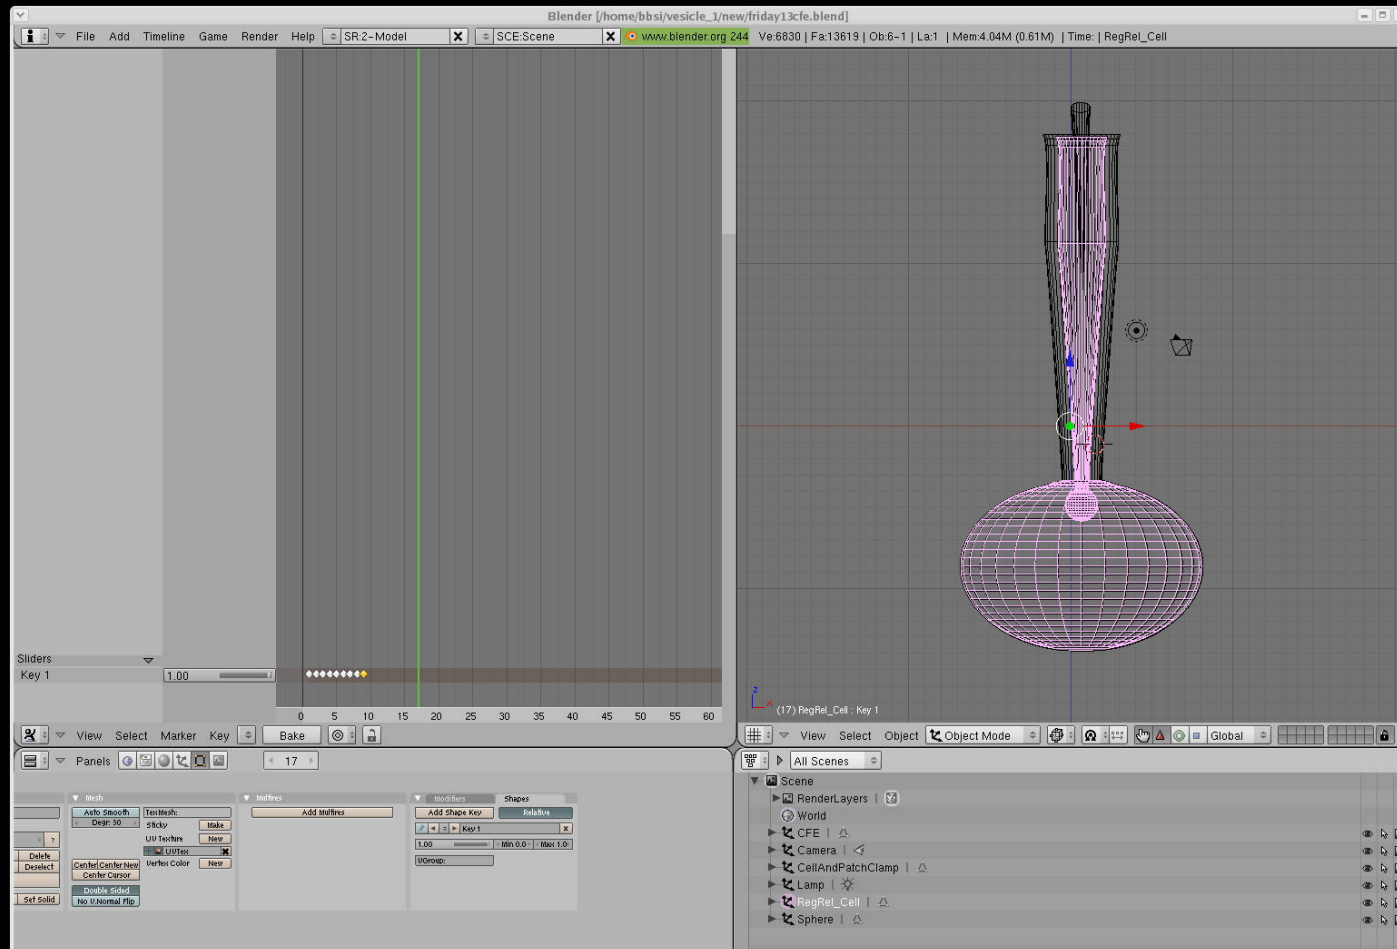 Blender [/home/bbsi/vesicle_1/new/friday13cfe.blend]
File Add Timeline Game Render Help SR:2-Model X SCE:Scene X www.blender.org 244 Ve:6830 | Fa:13619 | Ob:6-1 | La:1 | Mem:4.04M (0.61M) | Time: | RegRel_Cell
Sliders
Key 1 1.00
0 5 10 15 20 25 30 35 40 45 50 55 60
z
x
(17) RegRel_Cell : Key 1
View Select Marker Key Bake
View Select Object Object Mode Global
Panels 17
All Scenes
Mesh
Auto Smooth
Degr: 30
TexMesh:
Sticky Make
UV Texture New
UVTex
Vertex Color New
Center Center New
Center Cursor
Double Sided
No V.Normal Flip
?
Delete
Deselect
Set Solid
Multires
Add Multires
Modifiers Shapes
Add Shape Key Relative
Key 1 X
1.00 Min 0.0 Max 1.0
VGroup:
Scene
RenderLayers |
World
CFE |
Camera |
CellAndPatchClamp |
Lamp |
RegRel_Cell |
Sphere |